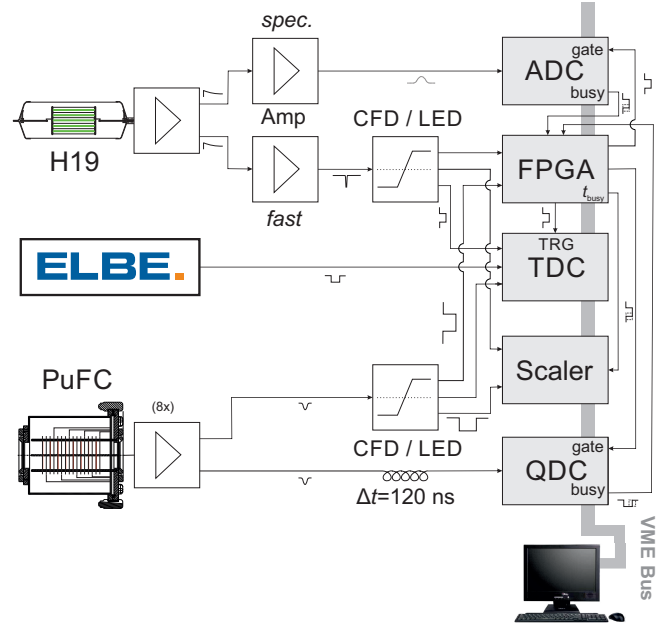 spec.
Amp
H19
fast
CFD / LED
gate
ADC
busy
FPGA
t busy
TRG
TDC
ELBE.
Scaler
PuFC
(8x)
CFD / LED
Δt=120 ns
gate
QDC
busy
VME Bus